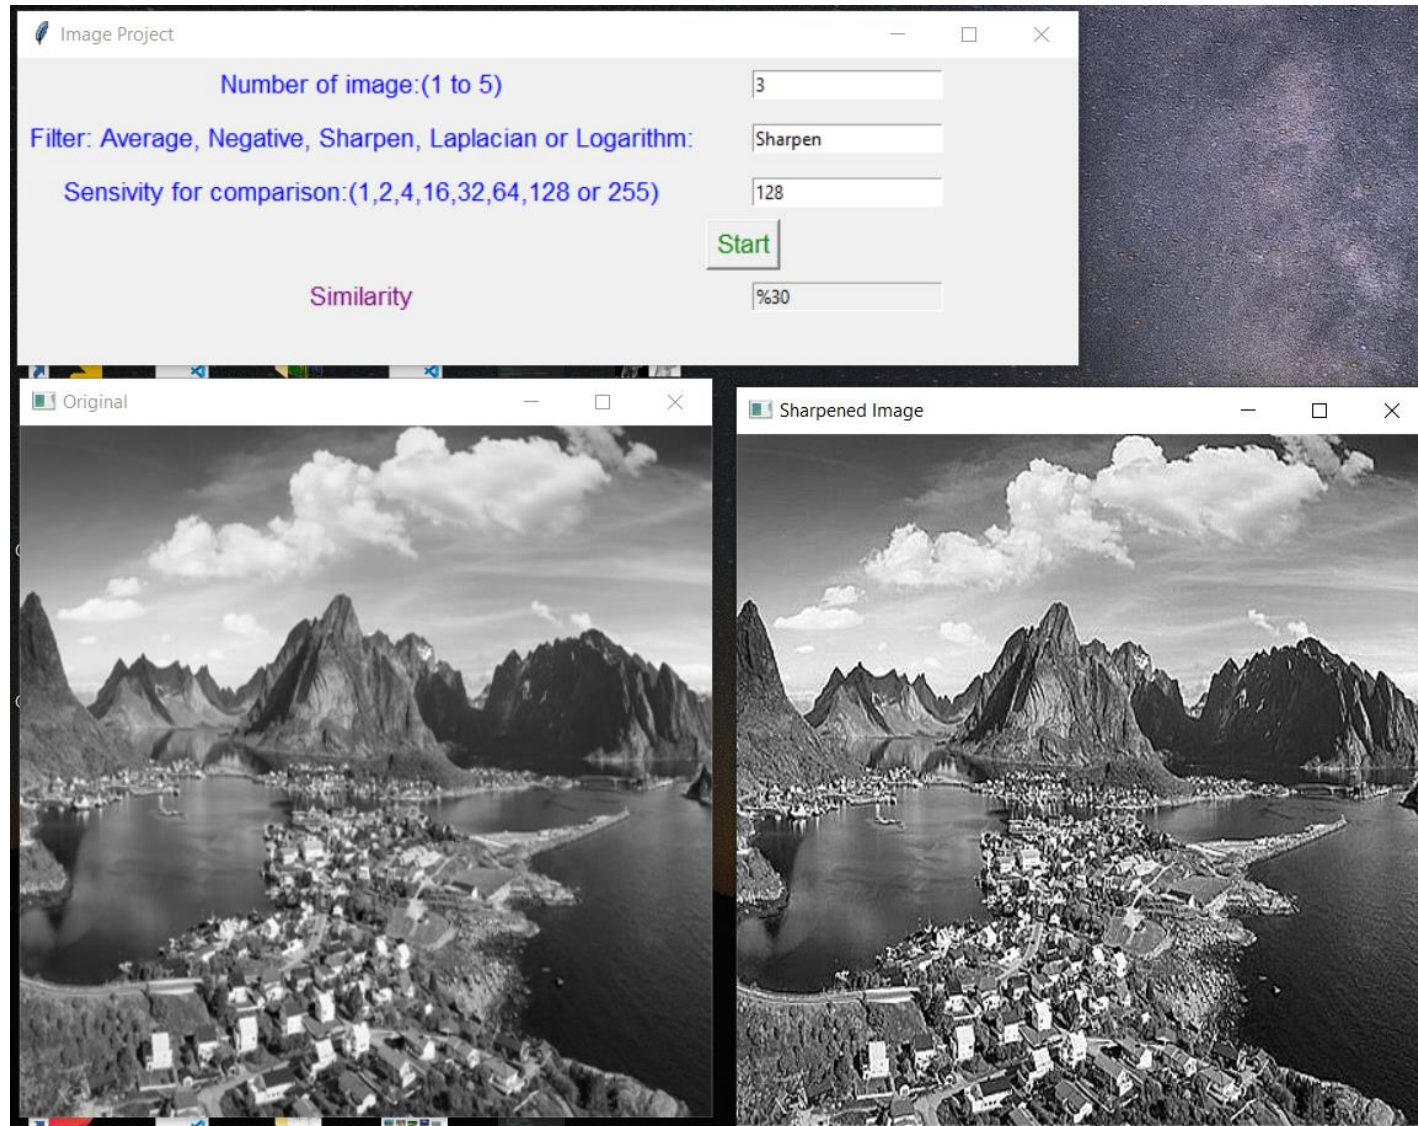 Image Project
Number of image:(1 to 5) 3
Filter: Average, Negative, Sharpen, Laplacian or Logarithm: Sharpen
Sensivity for comparison:(1,2,4,16,32,64,128 or 255) 128
Start
Similarity %30
Original
Sharpened Image